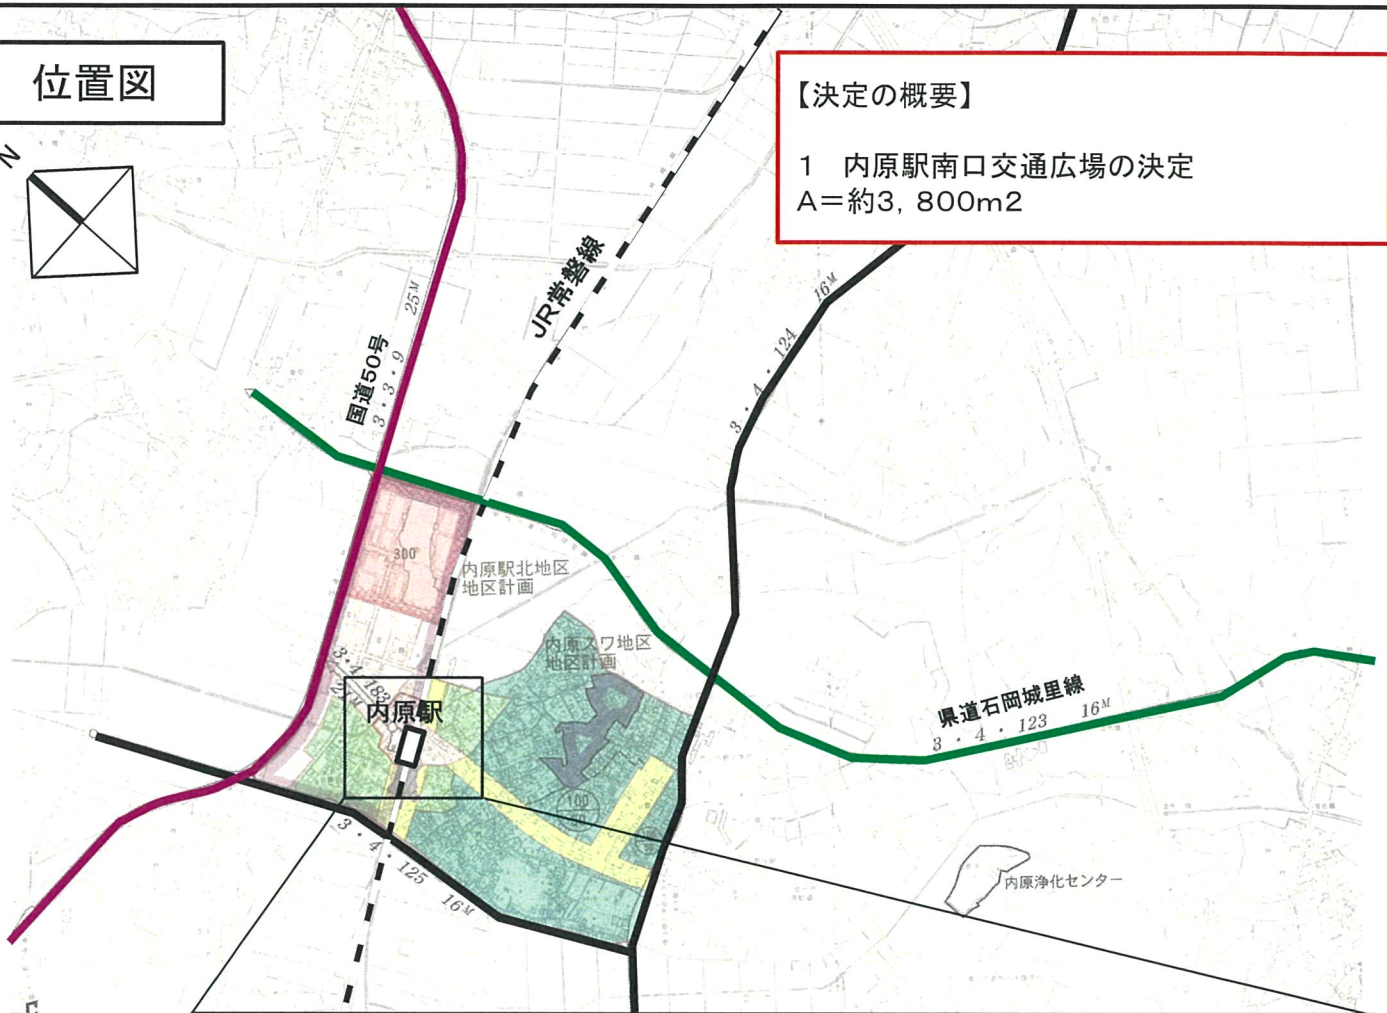 位置図
N
【決定の概要】
1 内原駅南口交通広場の決定
A=約3,800m2
JR常磐線
国道50号
3・3・9 25M
3・4・124 16M
300
内原駅北地区
地区計画
内原スワ地区
地区計画
3・4・183
内原駅
県道石岡城里線
3・4・123 16M
100
3・4・125 16M
内原浄化センター